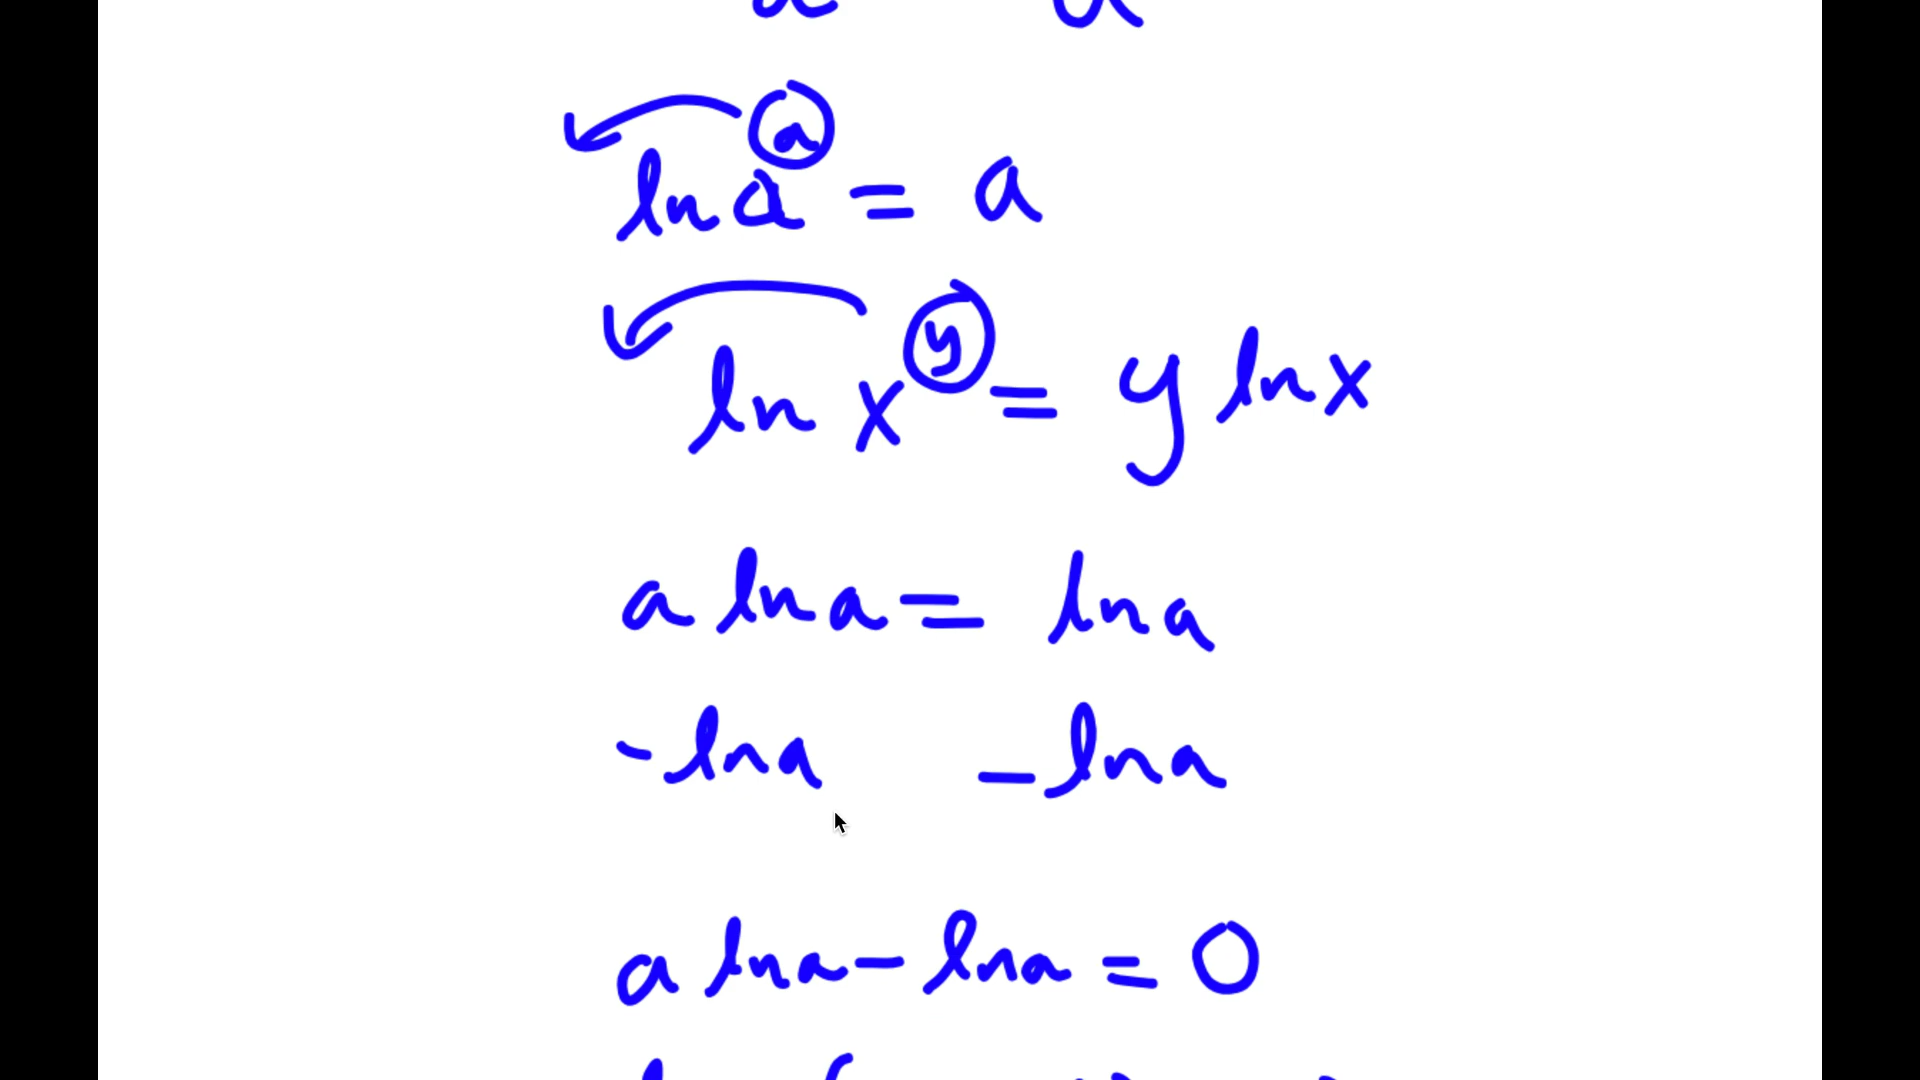 ln a^a = a
ln x^y = y ln x
a ln a = ln a
- ln a - ln a
a ln a - ln a = 0